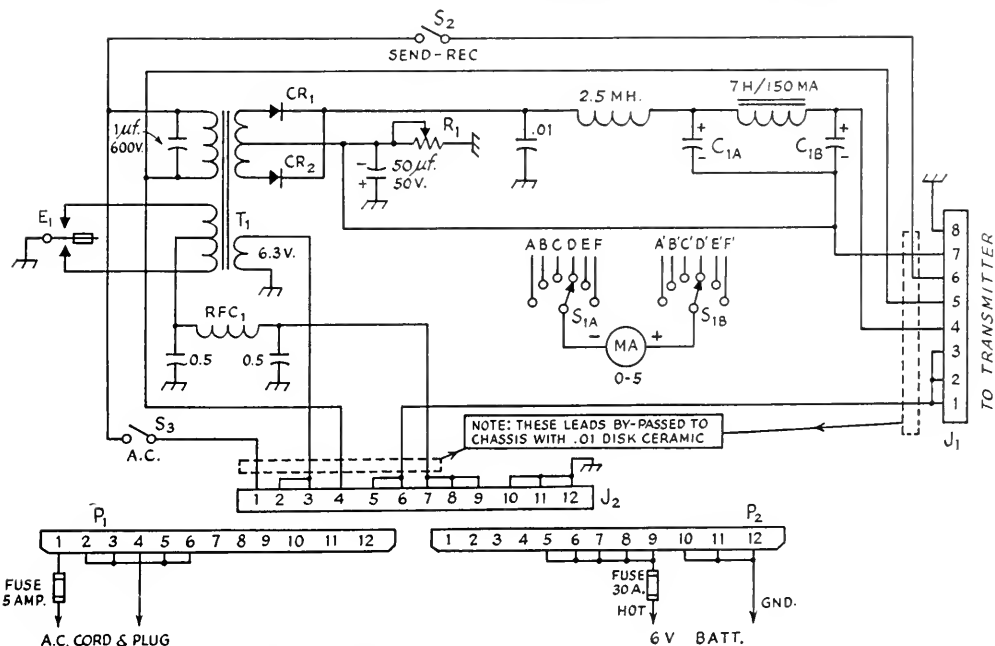 S2
SEND-REC
CR1
1µf.
600V.
CR2
R1
50µf.
50V.
.01
2.5 MH.
7H/150 MA
C1A
C1B
+
-
+
-
-
+
E1
T1
6.3V.
RFC1
0.5
0.5
A B C D E F
A' B' C' D' E' F'
S1A
S1B
-
MA
+
0-5
8
7
6
5
4
3
2
1
J1
TO TRANSMITTER
S3
A.C.
NOTE: THESE LEADS BY-PASSED TO
CHASSIS WITH .01 DISK CERAMIC
1 2 3 4 5 6 7 8 9 10 11 12
J2
P1
1 2 3 4 5 6 7 8 9 10 11 12
FUSE
5 AMP.
A.C. CORD & PLUG
P2
1 2 3 4 5 6 7 8 9 10 11 12
FUSE
30 A.
HOT
GND.
6 V BATT.